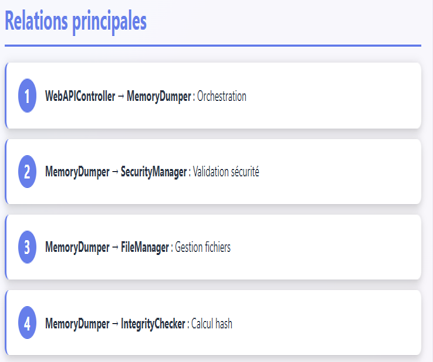 Relations principales
1 WebAPIController → MemoryDumper : Orchestration
2 MemoryDumper → SecurityManager : Validation sécurité
3 MemoryDumper → FileManager : Gestion fichiers
4 MemoryDumper → IntegrityChecker : Calcul hash